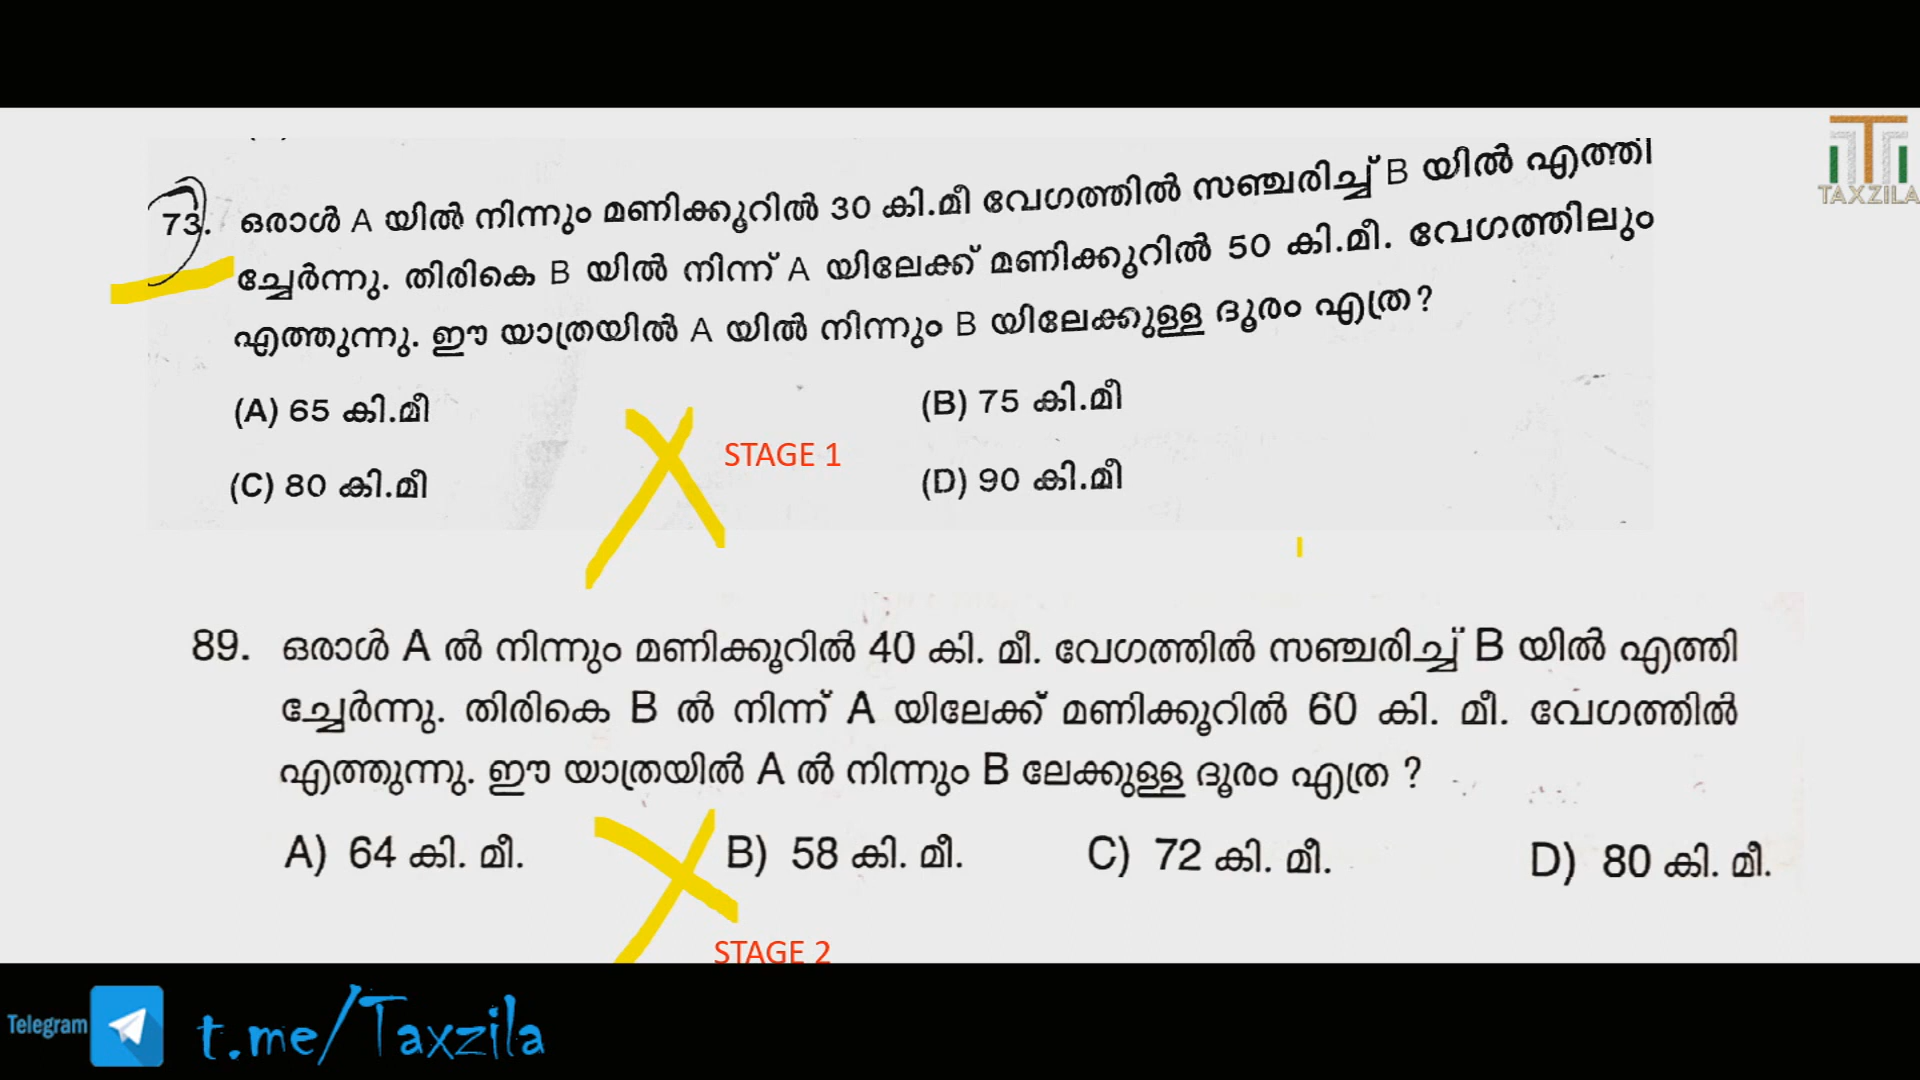 TAXZILA
73. ഒരാൾ A യിൽ നിന്നും മണിക്കൂറിൽ 30 കി.മീ വേഗത്തിൽ സഞ്ചരിച്ച് B യിൽ എത്തി
ച്ചേർന്നു. തിരികെ B യിൽ നിന്ന് A യിലേക്ക് മണിക്കൂറിൽ 50 കി.മീ. വേഗത്തിലും
എത്തുന്നു. ഈ യാത്രയിൽ A യിൽ നിന്നും B യിലേക്കുള്ള ദൂരം എത്ര?
(A) 65 കി.മീ (B) 75 കി.മീ
STAGE 1
(C) 80 കി.മീ (D) 90 കി.മീ
89. ഒരാൾ A ൽ നിന്നും മണിക്കൂറിൽ 40 കി. മീ. വേഗത്തിൽ സഞ്ചരിച്ച് B യിൽ എത്തി
ച്ചേർന്നു. തിരികെ B ൽ നിന്ന് A യിലേക്ക് മണിക്കൂറിൽ 60 കി. മീ. വേഗത്തിൽ
എത്തുന്നു. ഈ യാത്രയിൽ A ൽ നിന്നും B ലേക്കുള്ള ദൂരം എത്ര ?
A) 64 കി. മീ. B) 58 കി. മീ. C) 72 കി. മീ. D) 80 കി. മീ.
STAGE 2
Telegram t.me/Taxzila